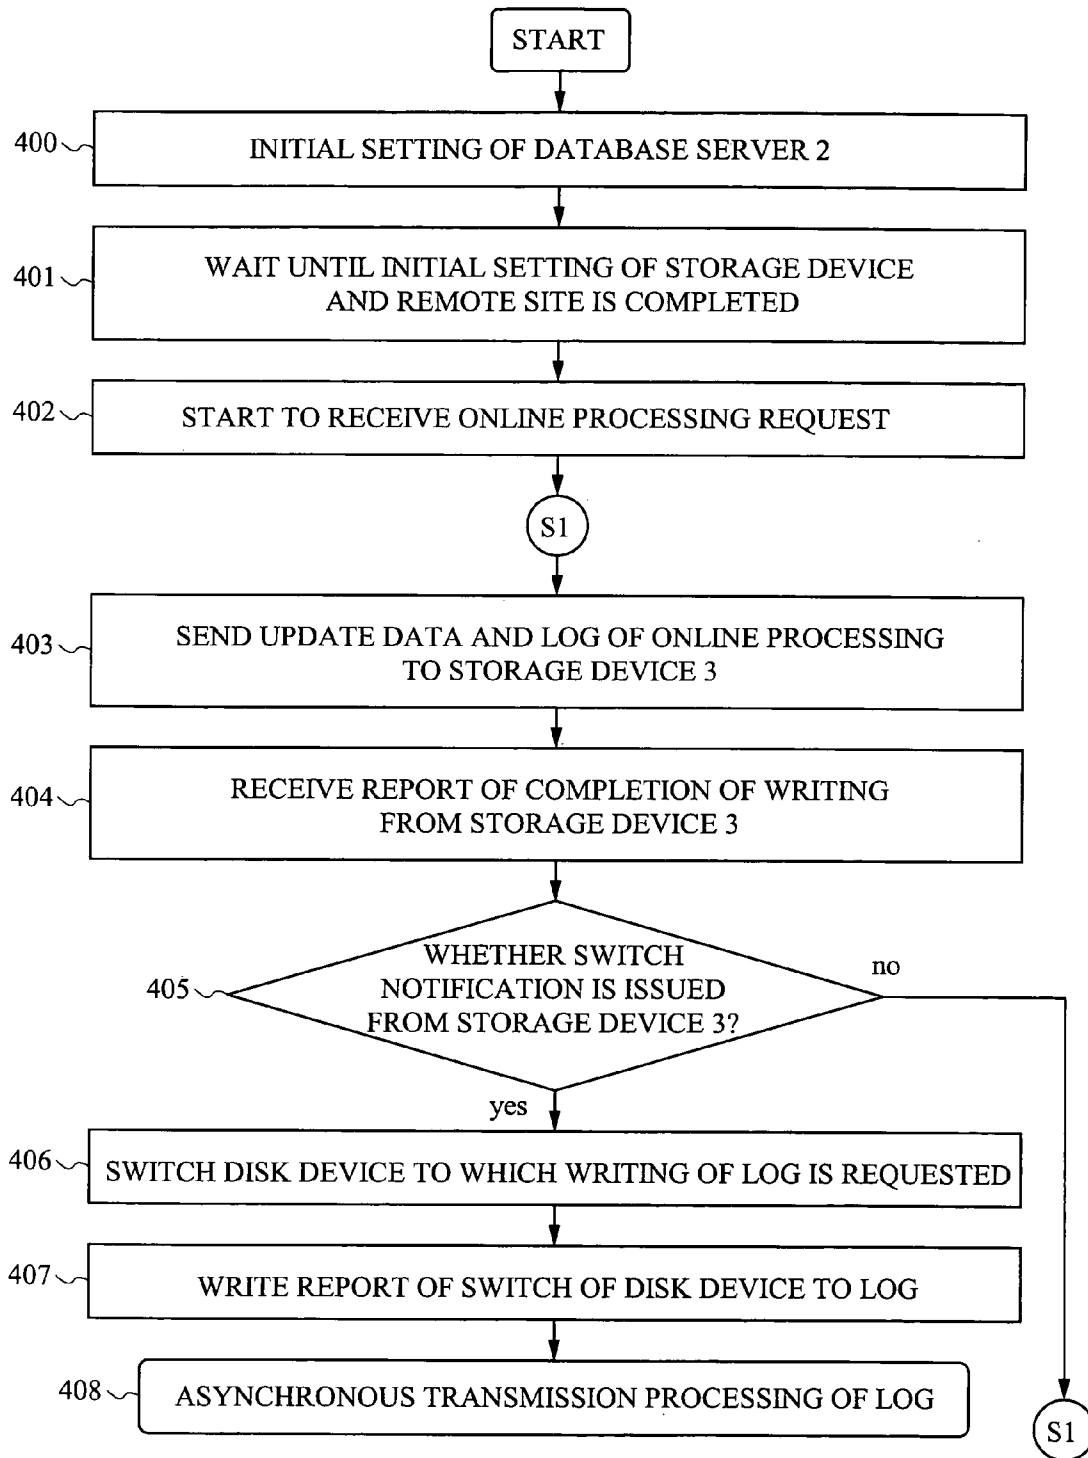 START
400
INITIAL SETTING OF DATABASE SERVER 2
401
WAIT UNTIL INITIAL SETTING OF STORAGE DEVICE
AND REMOTE SITE IS COMPLETED
402
START TO RECEIVE ONLINE PROCESSING REQUEST
S1
403
SEND UPDATE DATA AND LOG OF ONLINE PROCESSING
TO STORAGE DEVICE 3
404
RECEIVE REPORT OF COMPLETION OF WRITING
FROM STORAGE DEVICE 3
405
WHETHER SWITCH
NOTIFICATION IS ISSUED
FROM STORAGE DEVICE 3?
no
yes
406
SWITCH DISK DEVICE TO WHICH WRITING OF LOG IS REQUESTED
407
WRITE REPORT OF SWITCH OF DISK DEVICE TO LOG
408
ASYNCHRONOUS TRANSMISSION PROCESSING OF LOG
S1